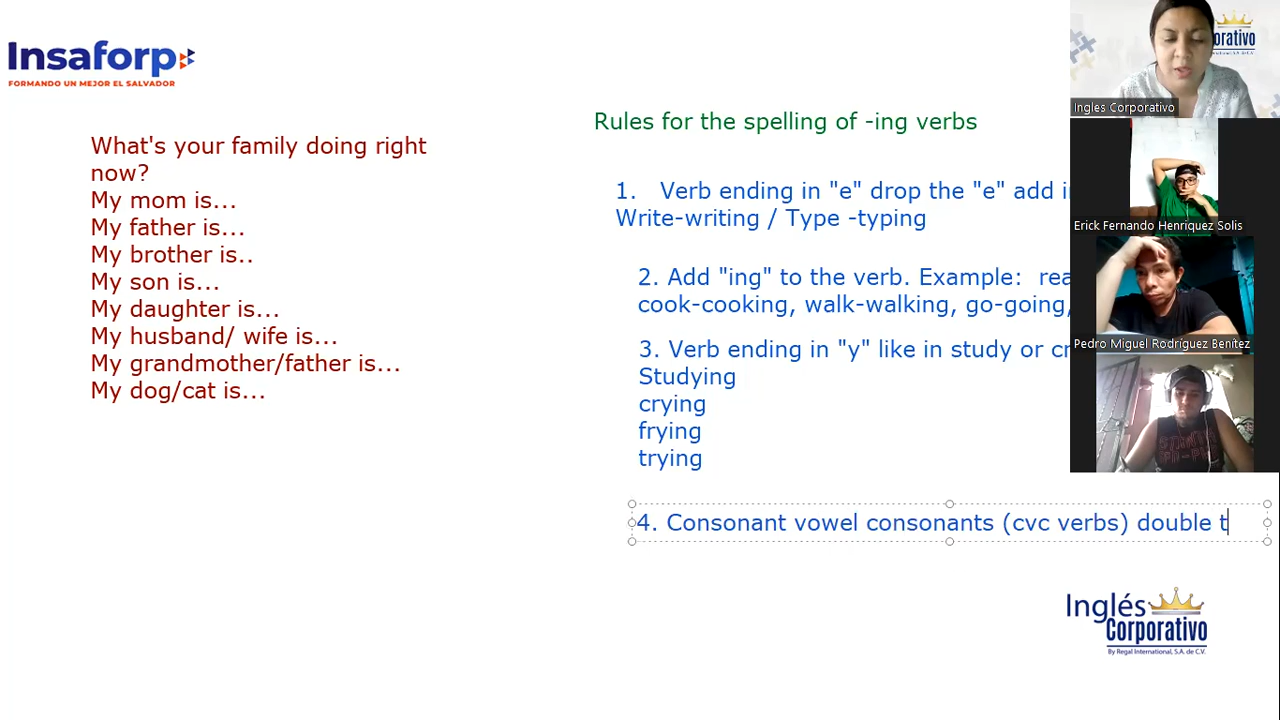 Insaforp
FORMANDO UN MEJOR EL SALVADOR
What's your family doing right
now?
My mom is...
My father is...
My brother is..
My son is...
My daughter is...
My husband/ wife is...
My grandmother/father is...
My dog/cat is...
Rules for the spelling of -ing verbs
1. Verb ending in "e" drop the "e" add
Write-writing / Type -typing
2. Add "ing" to the verb. Example:
cook-cooking, walk-walking, go-going,
3. Verb ending in "y" like in study or
Studying
crying
frying
trying
4. Consonant vowel consonants (cvc verbs) double t
orativo
Ingles Corporativo
Erick Fernando Henriquez Solis
Pedro Miguel Rodríguez Benítez
Inglés
Corporativo
By Regal International, S.A. de C.V.